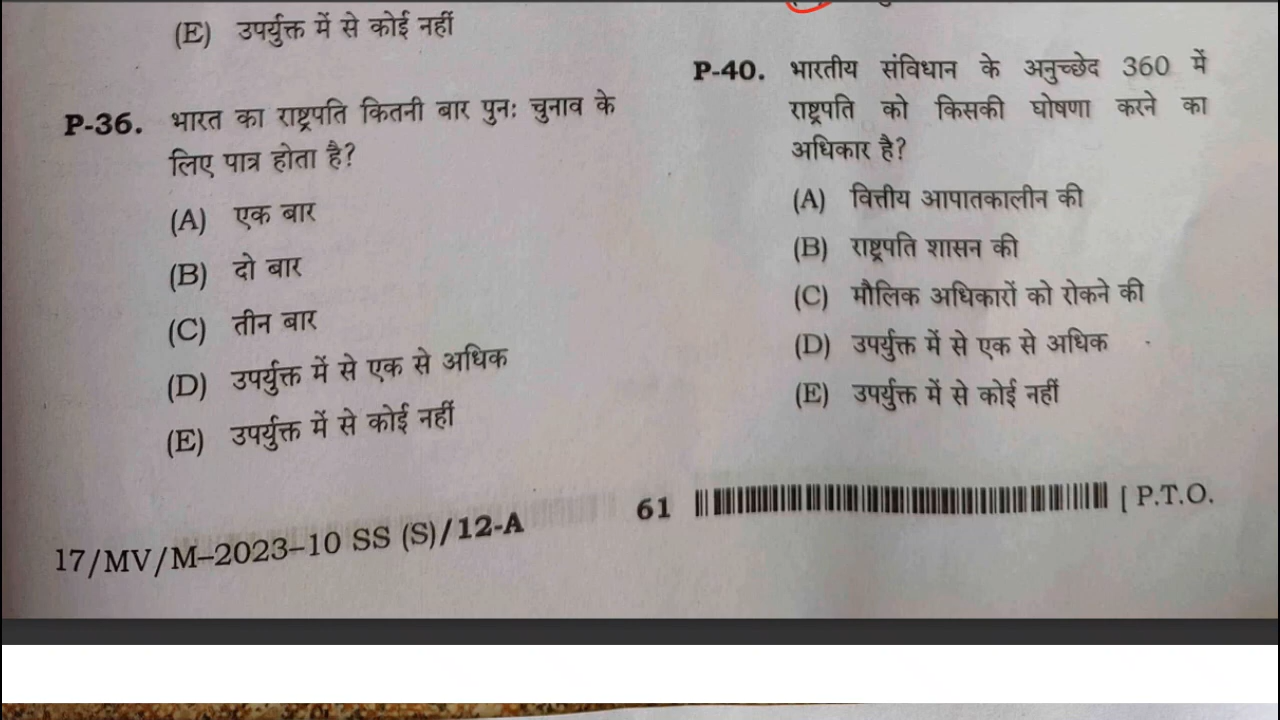 (E) उपर्युक्त में से कोई नहीं
P-36. भारत का राष्ट्रपति कितनी बार पुनः चुनाव के
लिए पात्र होता है?
(A) एक बार
(B) दो बार
(C) तीन बार
(D) उपर्युक्त में से एक से अधिक
(E) उपर्युक्त में से कोई नहीं
P-40. भारतीय संविधान के अनुच्छेद 360 में
राष्ट्रपति को किसकी घोषणा करने का
अधिकार है?
(A) वित्तीय आपातकालीन की
(B) राष्ट्रपति शासन की
(C) मौलिक अधिकारों को रोकने की
(D) उपर्युक्त में से एक से अधिक
(E) उपर्युक्त में से कोई नहीं
17/MV/M–2023–10 SS (S)/12-A
61
[ P.T.O.